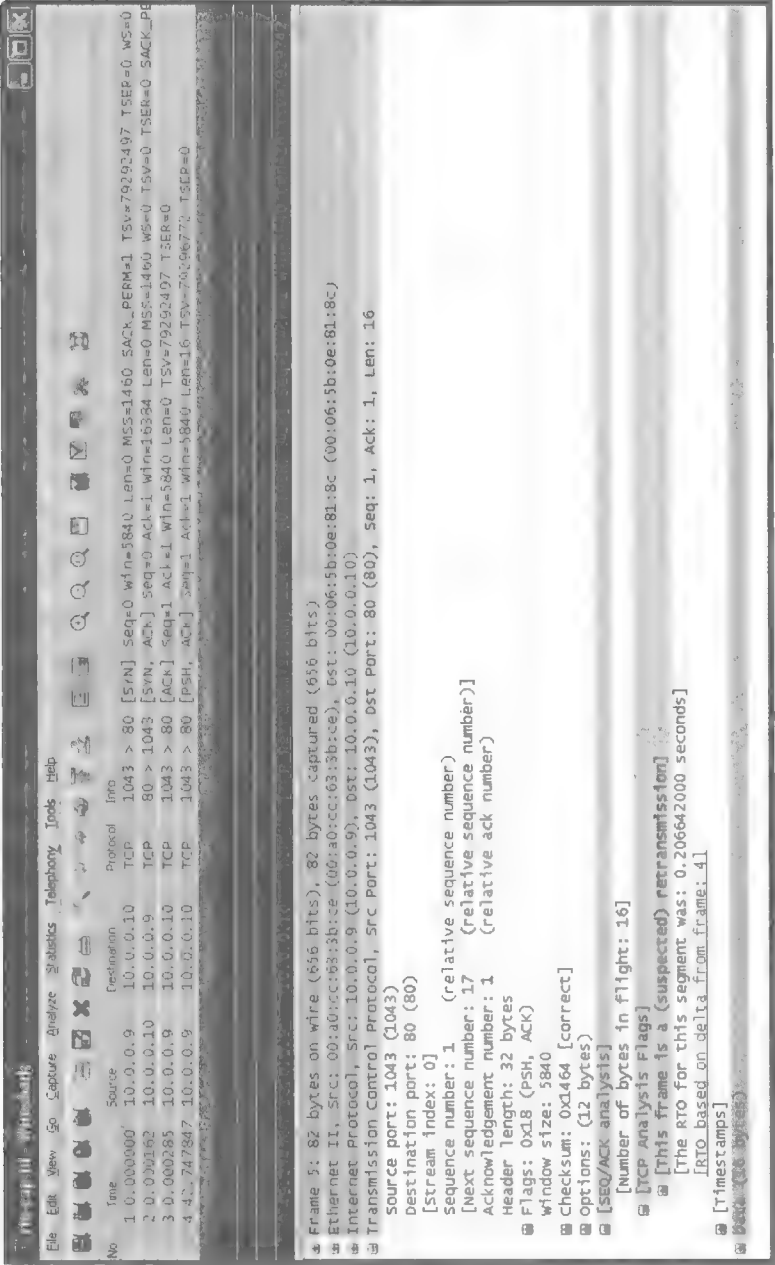 File Edit View Go Capture Analyze Statistics Telephony Tools Help
No Time Source Destination Protocol Info
1 0.000000 10.0.0.9 10.0.0.10 TCP 1043 > 80 [SYN] Seq=0 Win=5840 Len=0 MSS=1460 SACK_PERM=1 TSV=79292497 TSER=0 WS=0
2 0.000162 10.0.0.10 10.0.0.9 TCP 80 > 1043 [SYN, ACK] Seq=0 Ack=1 Win=16384 Len=0 MSS=1460 WS=0 TSV=0 TSER=0 SACK_PE
3 0.000285 10.0.0.9 10.0.0.10 TCP 1043 > 80 [ACK] Seq=1 Ack=1 Win=5840 Len=0 TSV=79292497 TSER=0
4 10.0.0.9 10.0.0.10 TCP 1043 > 80 [PSH, ACK] Seq=1 Ack=1 Win=5840 Len=16 TSV=79296772 TSER=0
Frame 5: 82 bytes on wire (656 bits), 82 bytes captured (656 bits)
Ethernet II, Src: 00:a0:cc:63:3b:ce (00:a0:cc:63:3b:ce), Dst: 00:06:5b:0e:81:8c (00:06:5b:0e:81:8c)
Internet Protocol, Src: 10.0.0.9 (10.0.0.9), Dst: 10.0.0.10 (10.0.0.10)
Transmission Control Protocol, Src Port: 1043 (1043), Dst Port: 80 (80), Seq: 1, Ack: 1, Len: 16
Source port: 1043 (1043)
Destination port: 80 (80)
[Stream index: 0]
Sequence number: 1 (relative sequence number)
[Next sequence number: 17 (relative sequence number)]
Acknowledgement number: 1 (relative ack number)
Header length: 32 bytes
Flags: 0x18 (PSH, ACK)
window size: 5840
Checksum: 0x1464 [correct]
Options: (12 bytes)
[SEQ/ACK analysis]
[Number of bytes in flight: 16]
[TCP Analysis Flags]
[This frame is a (suspected) retransmission]
[The RTO for this segment was: 0.206642000 seconds]
[RTO based on delta from frame: 4]
[Timestamps]
Data (16 bytes)